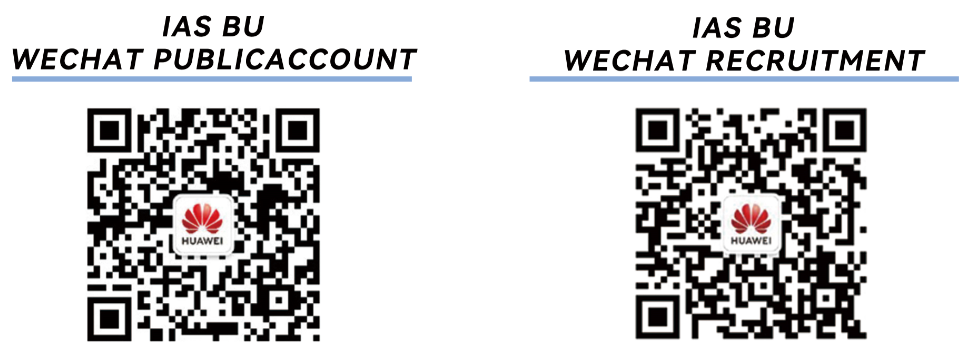 IAS BU
WECHAT PUBLICACCOUNT
HUAWEI
IAS BU
WECHAT RECRUITMENT
HUAWEI